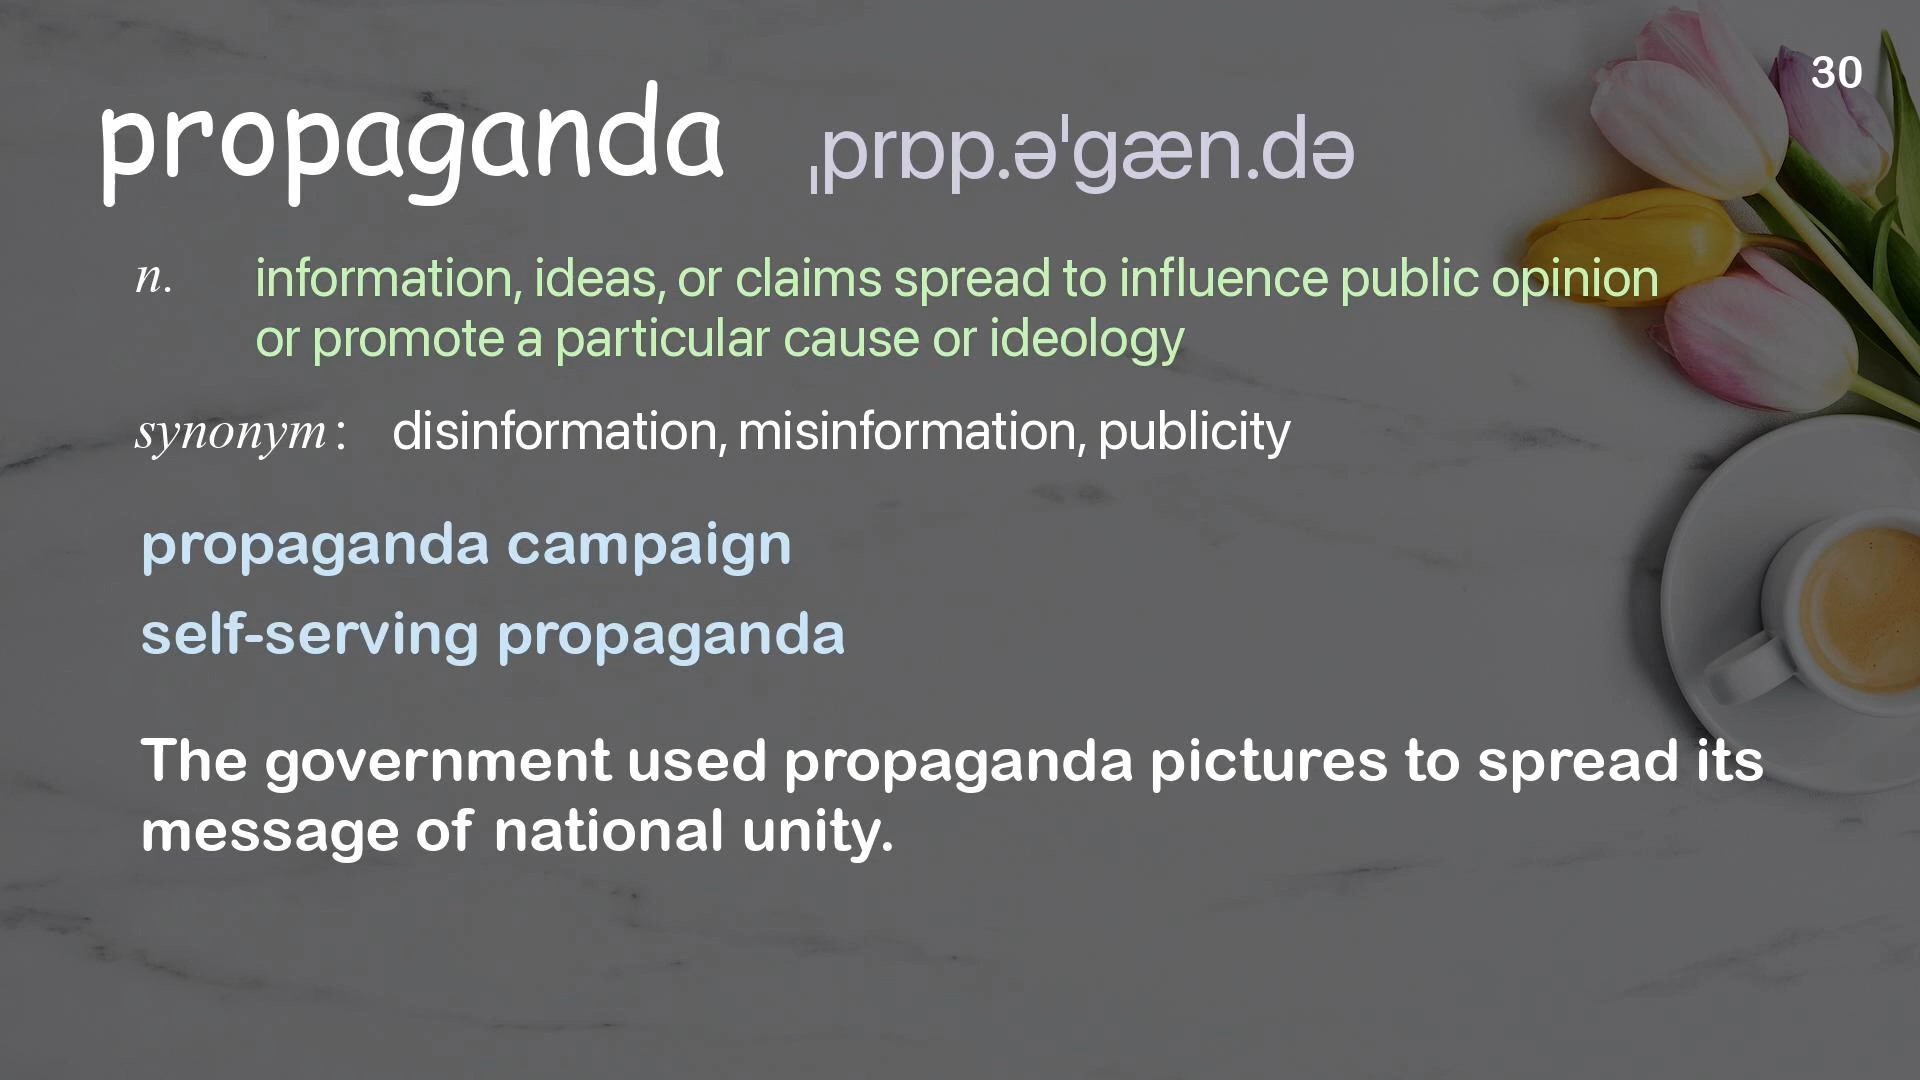 30
propaganda ˌprɒp.əˈɡæn.də
n. information, ideas, or claims spread to influence public opinion
or promote a particular cause or ideology
synonym: disinformation, misinformation, publicity
propaganda campaign
self-serving propaganda
The government used propaganda pictures to spread its
message of national unity.